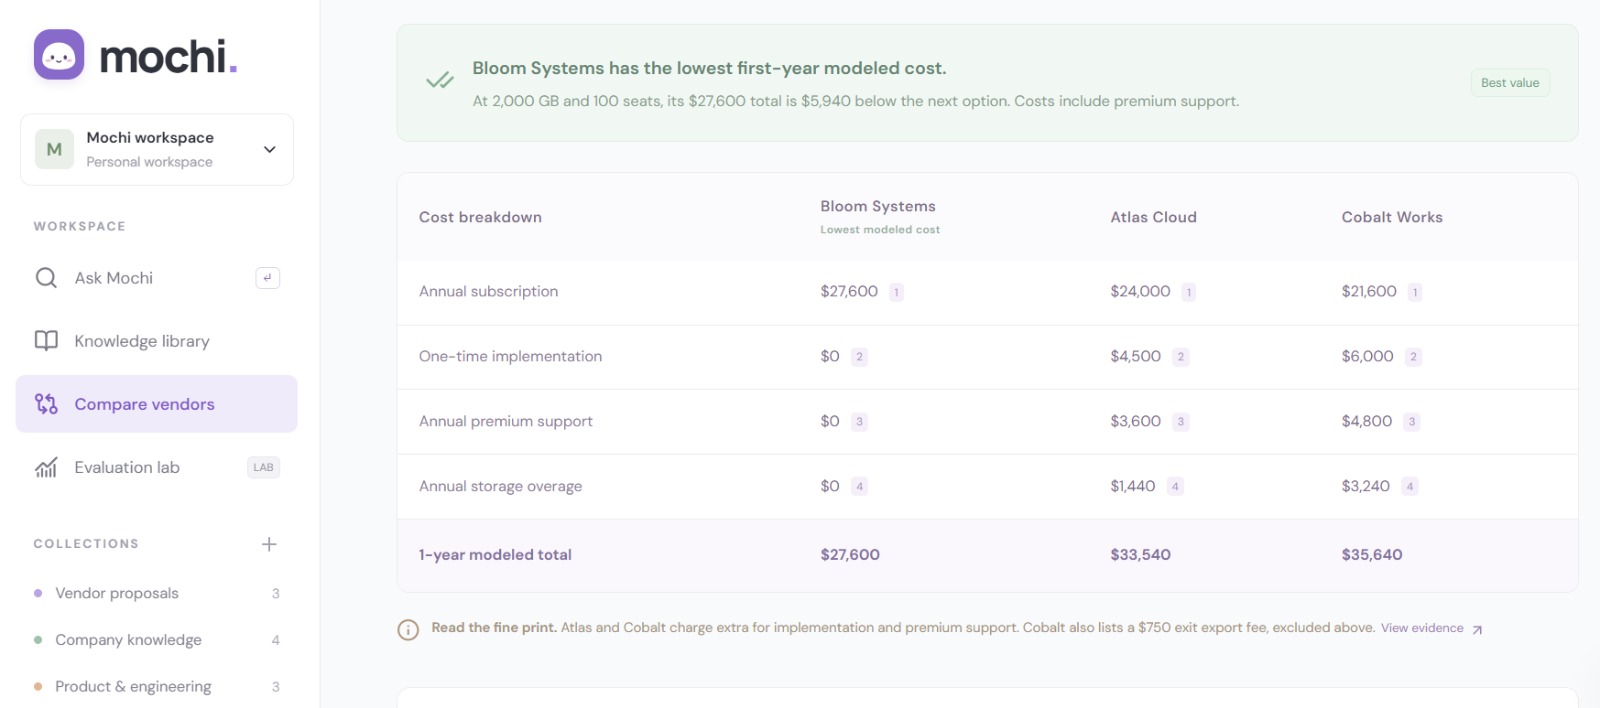 mochi.
M
Mochi workspace
Personal workspace
WORKSPACE
Ask Mochi
Knowledge library
Compare vendors
Evaluation lab LAB
COLLECTIONS
Vendor proposals 3
Company knowledge 4
Product & engineering 3
Bloom Systems has the lowest first-year modeled cost.
At 2,000 GB and 100 seats, its $27,600 total is $5,940 below the next option. Costs include premium support.
Best value
Cost breakdown Bloom Systems Atlas Cloud Cobalt Works
Lowest modeled cost
Annual subscription $27,600 1 $24,000 1 $21,600 1
One-time implementation $0 2 $4,500 2 $6,000 2
Annual premium support $0 3 $3,600 3 $4,800 3
Annual storage overage $0 4 $1,440 4 $3,240 4
1-year modeled total $27,600 $33,540 $35,640
Read the fine print. Atlas and Cobalt charge extra for implementation and premium support. Cobalt also lists a $750 exit export fee, excluded above. View evidence